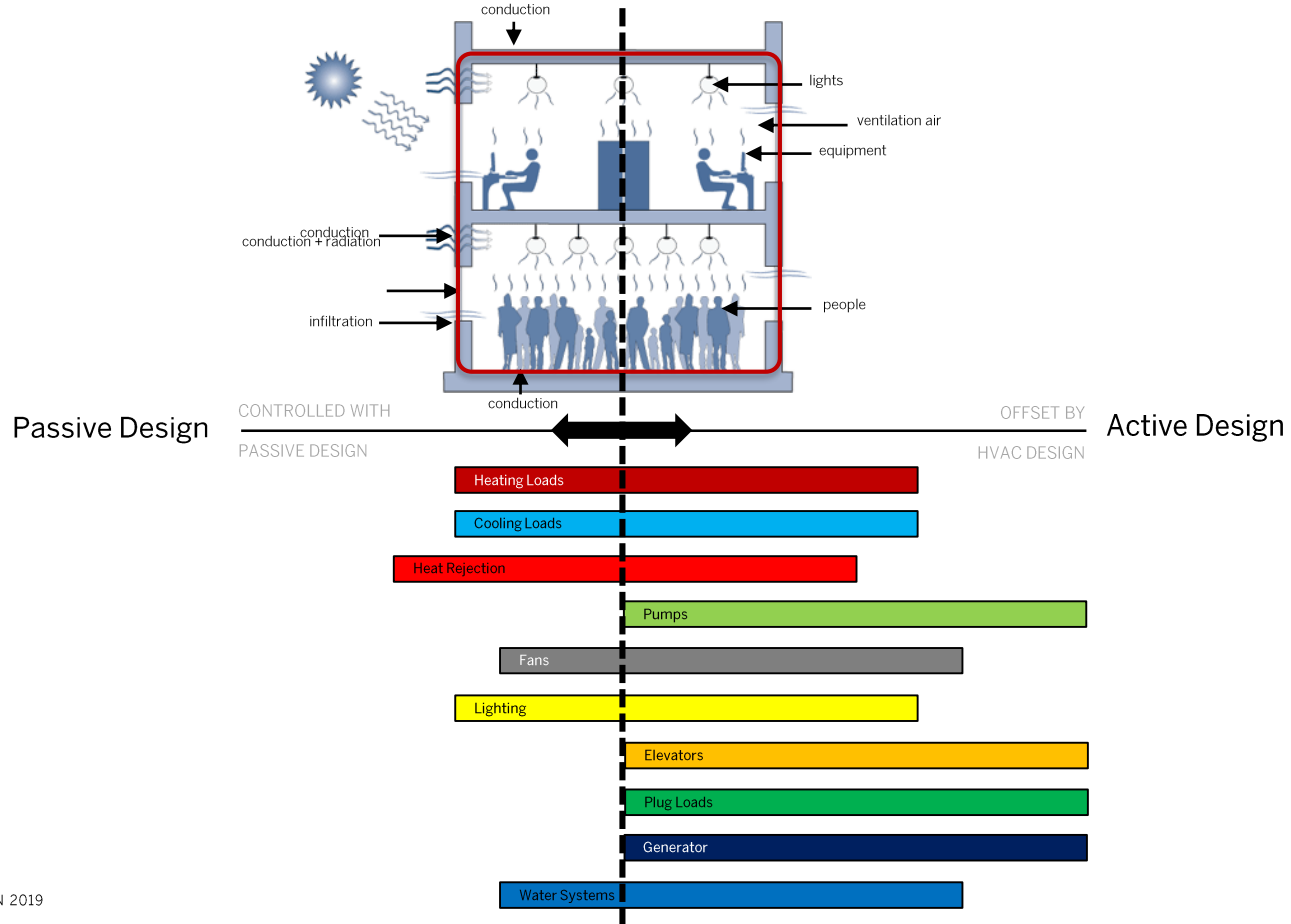 conduction
lights
ventilation air
equipment
conduction
conduction + radiation
people
infiltration
conduction
Passive Design
CONTROLLED WITH
PASSIVE DESIGN
OFFSET BY
HVAC DESIGN
Active Design
Heating Loads
Cooling Loads
Heat Rejection
Pumps
Fans
Lighting
Elevators
Plug Loads
Generator
Water Systems
N 2019